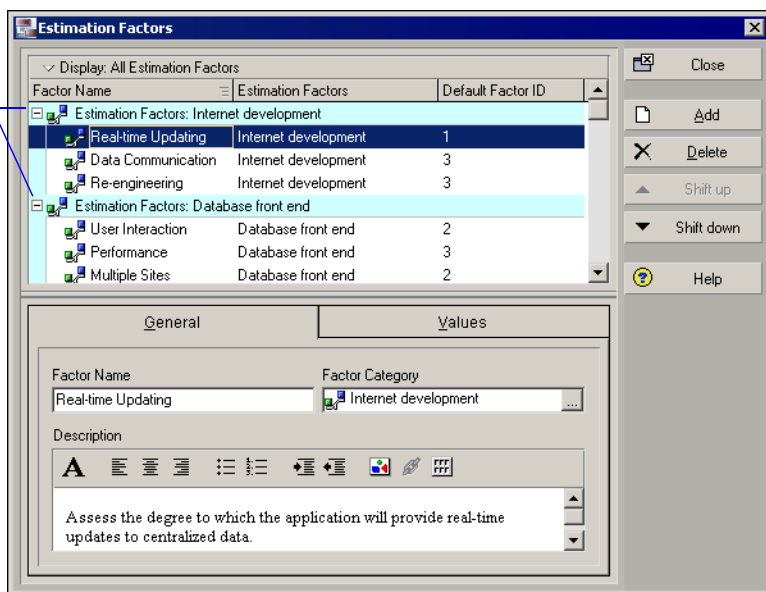 Estimation Factors
Display: All Estimation Factors
Factor Name Estimation Factors Default Factor ID
Estimation Factors: Internet development
Real-time Updating Internet development 1
Data Communication Internet development 3
Re-engineering Internet development 3
Estimation Factors: Database front end
User Interaction Database front end 2
Performance Database front end 3
Multiple Sites Database front end 2
Close
Add
Delete
Shift up
Shift down
Help
General Values
Factor Name Factor Category
Real-time Updating Internet development ...
Description
A
Assess the degree to which the application will provide real-time
updates to centralized data.